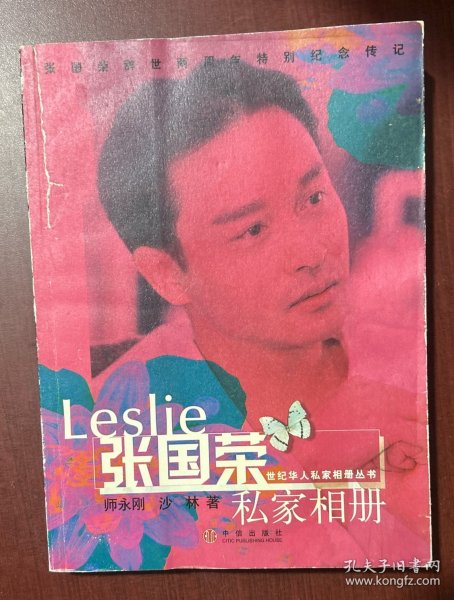 张国荣辞世两周年特别纪念传记
Leslie
张国荣
世纪华人私家相册丛书
师永刚 沙 林 著
私家相册
中信出版社
CITIC PUBLISHING HOUSE
孔夫子旧书网
www.kongfz.com